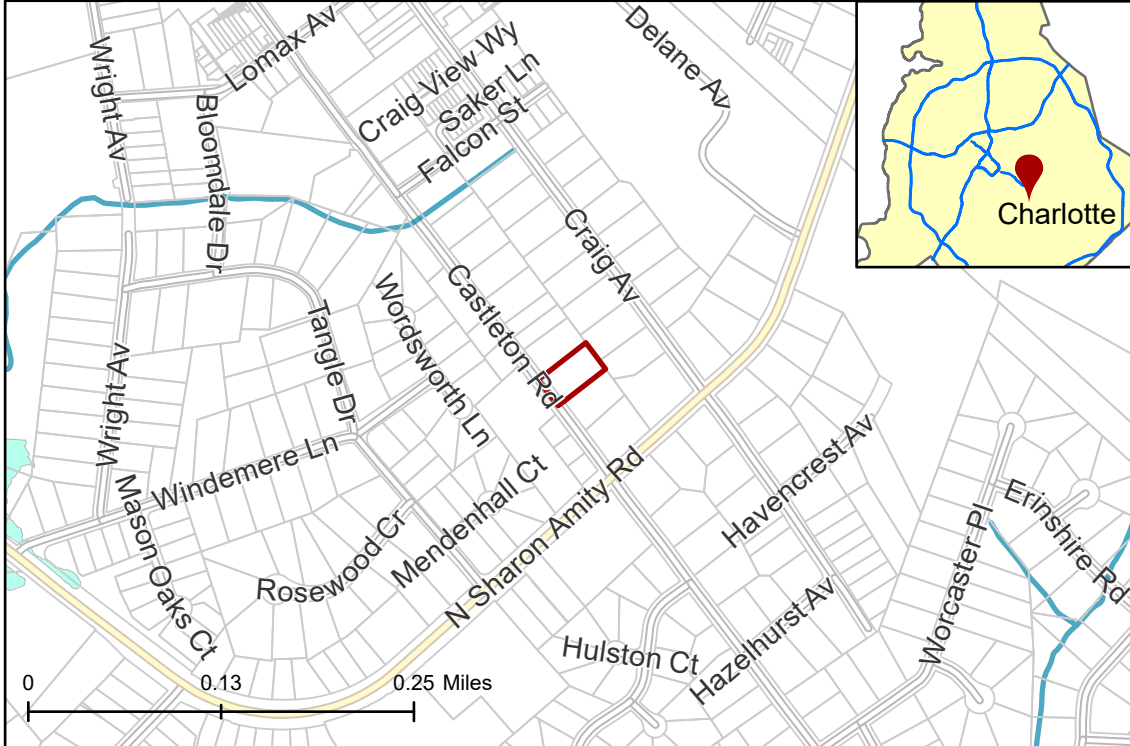 Wright Av
Lomax Av
Bloomdale Dr
Craig View Wy
Saker Ln
Falcon St
Delane Av
Charlotte
Craig Av
Castleton Rd
Wordsworth Ln
Tangle Dr
Wright Av
Windemere Ln
Mason Oaks Ct
Rosewood Cr
Mendenhall Ct
N Sharon Amity Rd
Havencrest Av
Hazelhurst Av
Hulston Ct
Worcaster Pl
Erinshire Rd
0 0.13 0.25 Miles